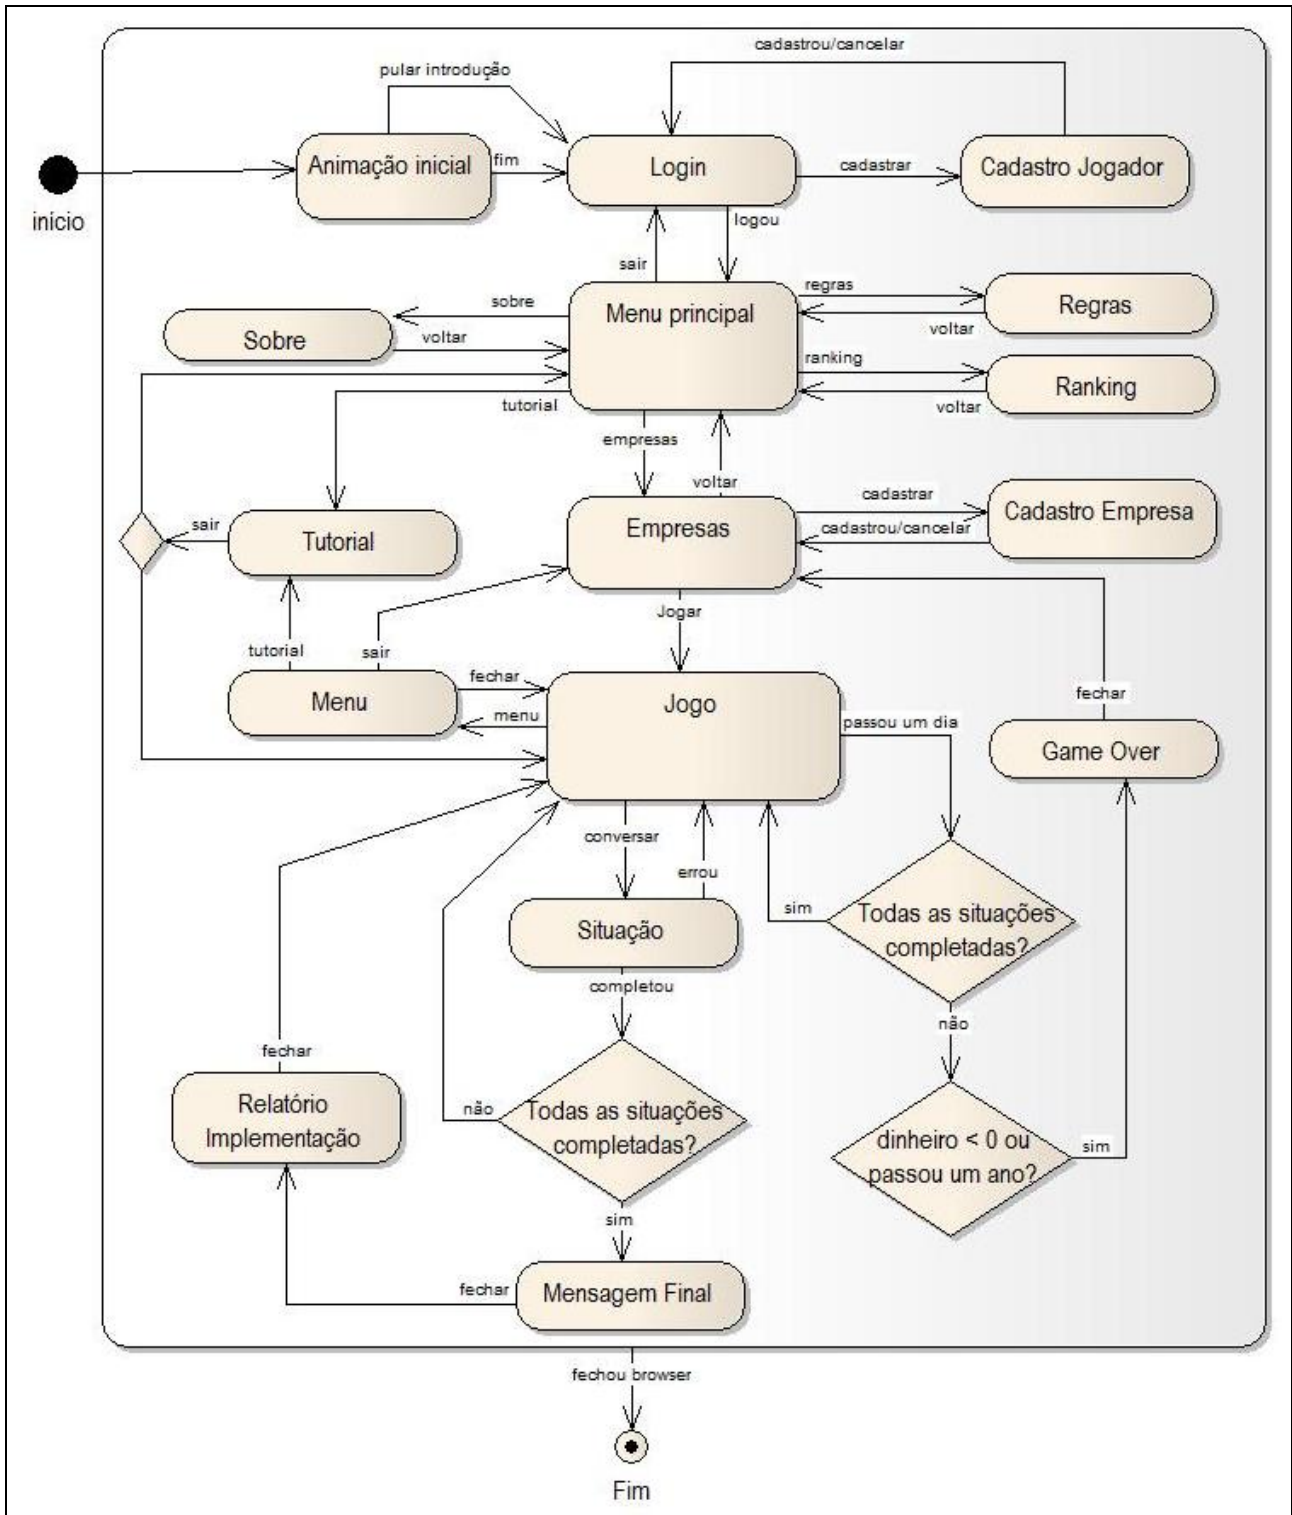 cadastrou/cancelar
pular introdução
Animação inicial
fim
Login
cadastrar
Cadastro Jogador
início
logou
sair
Menu principal
regras
Regras
voltar
sobre
Sobre
voltar
ranking
Ranking
voltar
tutorial
empresas
voltar
Empresas
cadastrar
cadastrou/cancelar
Cadastro Empresa
sair
Tutorial
Jogar
tutorial
sair
Menu
fechar
menu
Jogo
passou um dia
fechar
Game Over
conversar
errou
sim
Todas as situações
completadas?
Situação
completou
não
fechar
Relatório
Implementação
não
Todas as situações
completadas?
dinheiro < 0 ou
passou um ano?
sim
sim
fechar
Mensagem Final
fechou browser
Fim